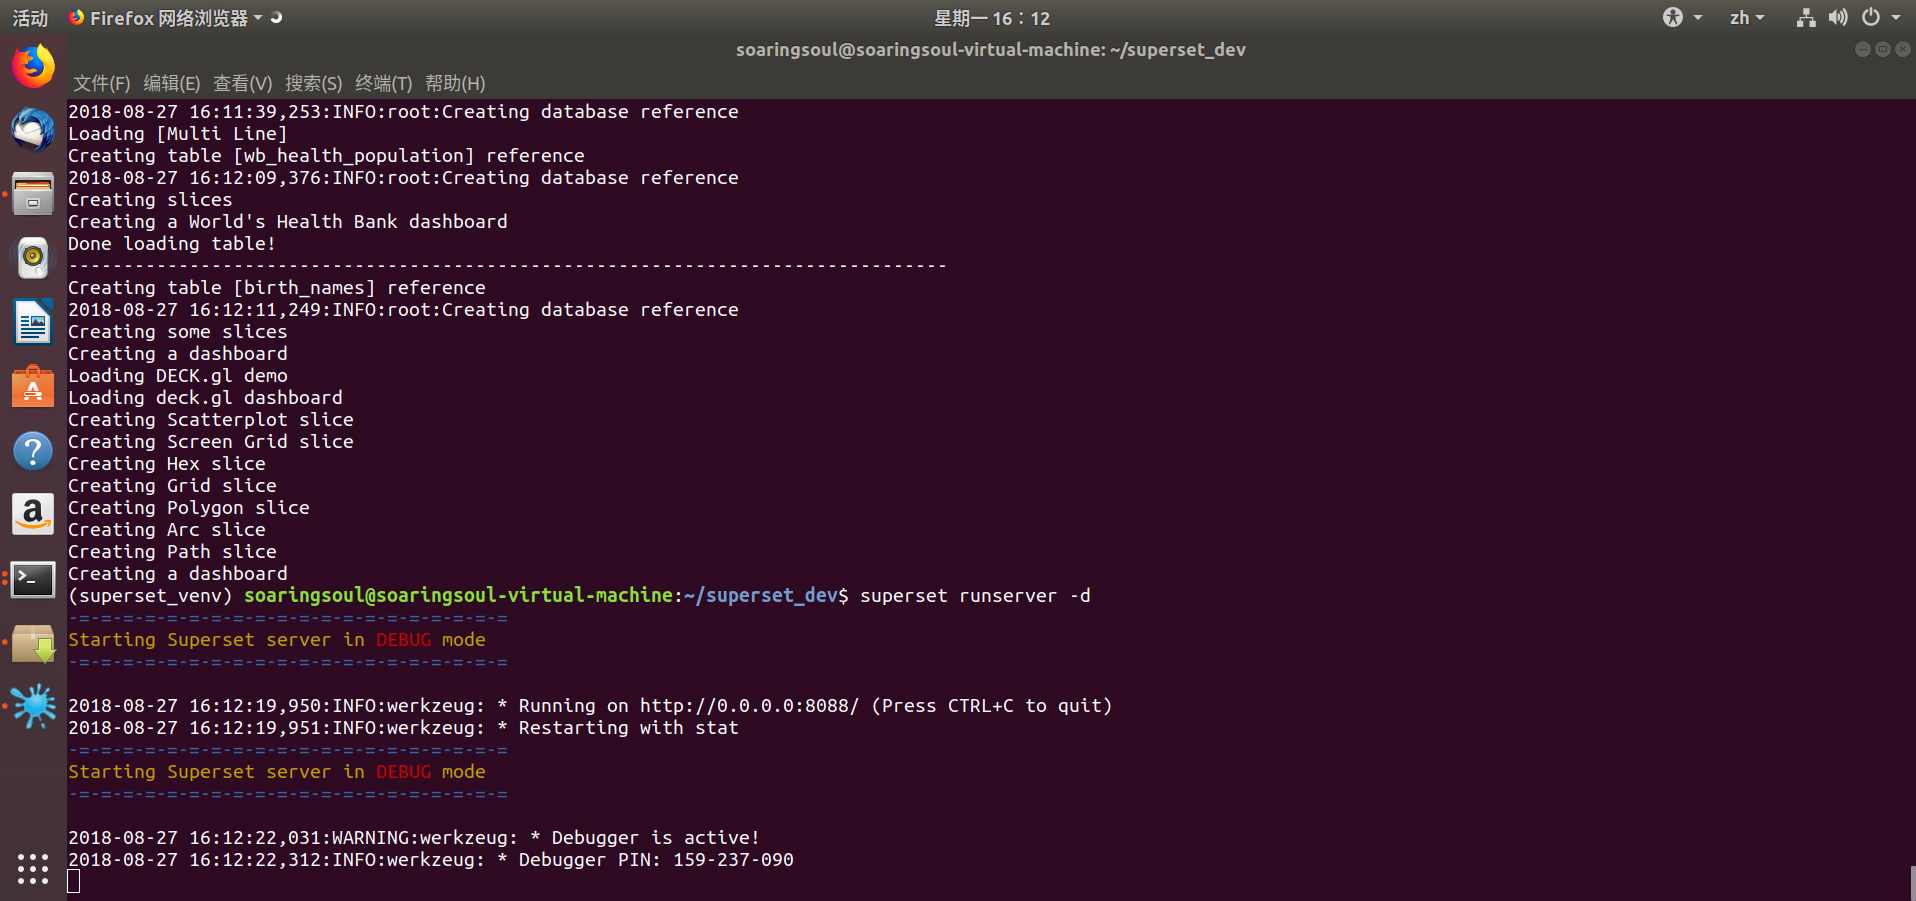 活动 Firefox 网络浏览器 星期一 16：12 zh
soaringsoul@soaringsoul-virtual-machine: ~/superset_dev
文件(F) 编辑(E) 查看(V) 搜索(S) 终端(T) 帮助(H)
2018-08-27 16:11:39,253:INFO:root:Creating database reference
Loading [Multi Line]
Creating table [wb_health_population] reference
2018-08-27 16:12:09,376:INFO:root:Creating database reference
Creating slices
Creating a World's Health Bank dashboard
Done loading table!
--------------------------------------------------------------------------------
Creating table [birth_names] reference
2018-08-27 16:12:11,249:INFO:root:Creating database reference
Creating some slices
Creating a dashboard
Loading DECK.gl demo
Loading deck.gl dashboard
Creating Scatterplot slice
Creating Screen Grid slice
Creating Hex slice
Creating Grid slice
Creating Polygon slice
Creating Arc slice
Creating Path slice
Creating a dashboard
(superset_venv) soaringsoul@soaringsoul-virtual-machine:~/superset_dev$ superset runserver -d
-=-=-=-=-=-=-=-=-=-=-=-=-=-=-=-=-=-=-=-=
Starting Superset server in DEBUG mode
-=-=-=-=-=-=-=-=-=-=-=-=-=-=-=-=-=-=-=-=
2018-08-27 16:12:19,950:INFO:werkzeug: * Running on http://0.0.0.0:8088/ (Press CTRL+C to quit)
2018-08-27 16:12:19,951:INFO:werkzeug: * Restarting with stat
-=-=-=-=-=-=-=-=-=-=-=-=-=-=-=-=-=-=-=-=
Starting Superset server in DEBUG mode
-=-=-=-=-=-=-=-=-=-=-=-=-=-=-=-=-=-=-=-=
2018-08-27 16:12:22,031:WARNING:werkzeug: * Debugger is active!
2018-08-27 16:12:22,312:INFO:werkzeug: * Debugger PIN: 159-237-090